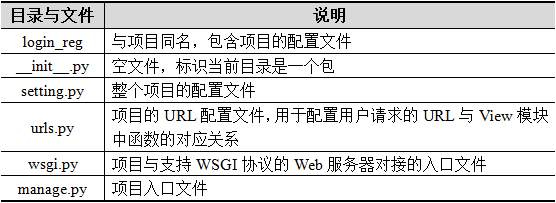 目录与文件 说明
login_reg 与项目同名，包含项目的配置文件
__init__.py 空文件，标识当前目录是一个包
setting.py 整个项目的配置文件
urls.py 项目的 URL 配置文件，用于配置用户请求的 URL 与 View 模块
中函数的对应关系
wsgi.py 项目与支持 WSGI 协议的 Web 服务器对接的入口文件
manage.py 项目入口文件